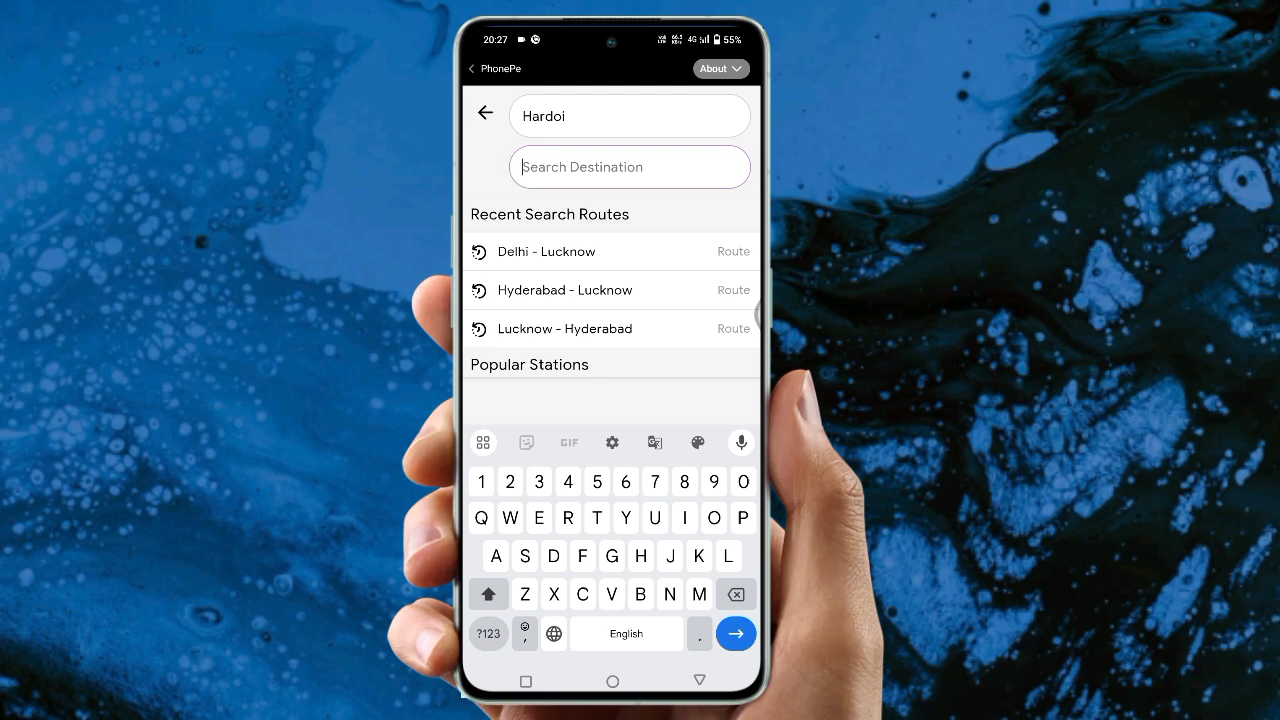 20:27 55%
4G
PhonePe About
Hardoi
Search Destination
Recent Search Routes
Delhi - Lucknow Route
Hyderabad - Lucknow Route
Lucknow - Hyderabad Route
Popular Stations
GIF
1 2 3 4 5 6 7 8 9 0
Q W E R T Y U I O P
A S D F G H J K L
Z X C V B N M
?123 , English .